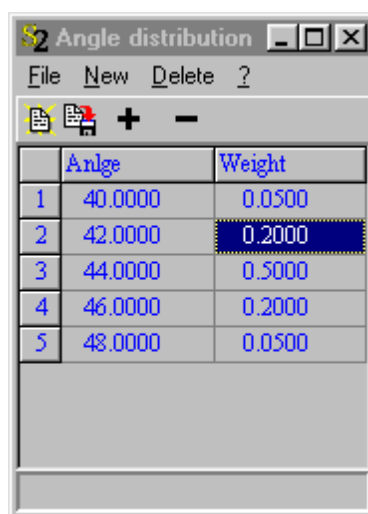 S2 Angle distribution
File New Delete ?
Anlge Weight
1 40.0000 0.0500
2 42.0000 0.2000
3 44.0000 0.5000
4 46.0000 0.2000
5 48.0000 0.0500